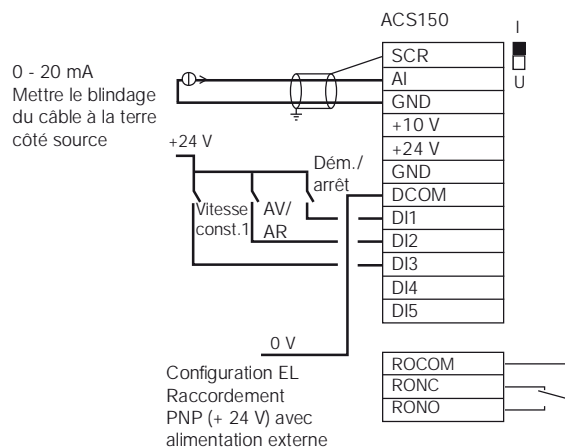 ACS150
I
U
0 - 20 mA
Mettre le blindage
du câble à la terre
côté source
SCR
AI
GND
+10 V
+24 V
GND
DCOM
DI1
DI2
DI3
DI4
DI5
+24 V
Dém./
arrêt
Vitesse
const.1
AV/
AR
0 V
Configuration EL
Raccordement
PNP (+ 24 V) avec
alimentation externe
ROCOM
RONC
RONO